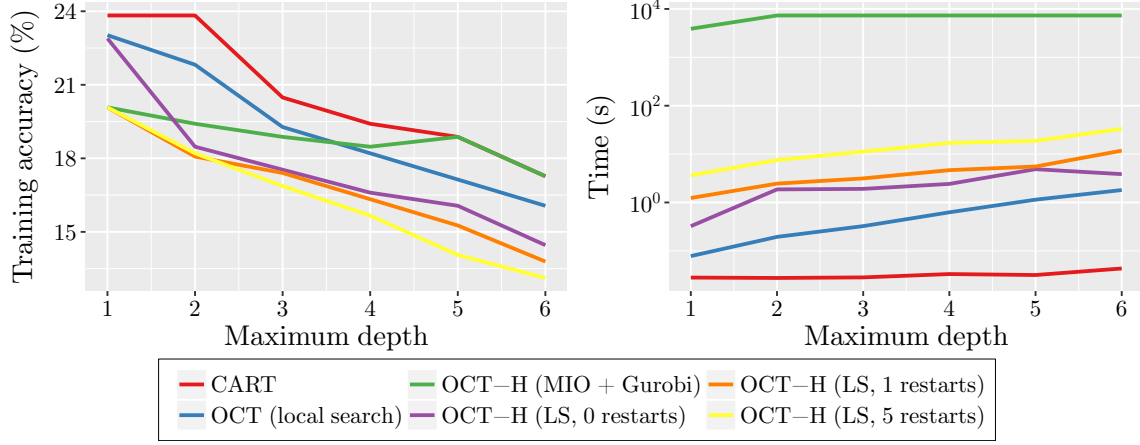 Training accuracy (%)
24
21
18
15
1 2 3 4 5 6
Maximum depth
Time (s)
10^4
10^2
10^0
1 2 3 4 5 6
Maximum depth
CART
OCT (local search)
OCT−H (MIO + Gurobi)
OCT−H (LS, 0 restarts)
OCT−H (LS, 1 restarts)
OCT−H (LS, 5 restarts)